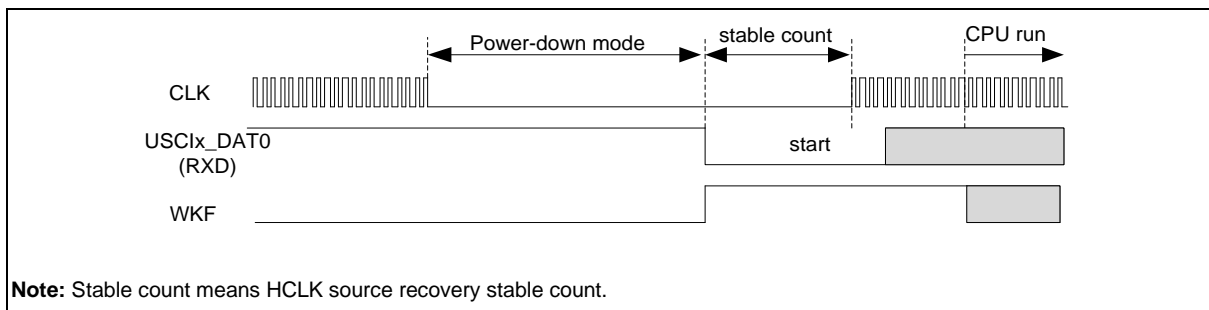 Power-down mode
stable count
CPU run
CLK
USCIx_DAT0
(RXD)
start
WKF
Note: Stable count means HCLK source recovery stable count.